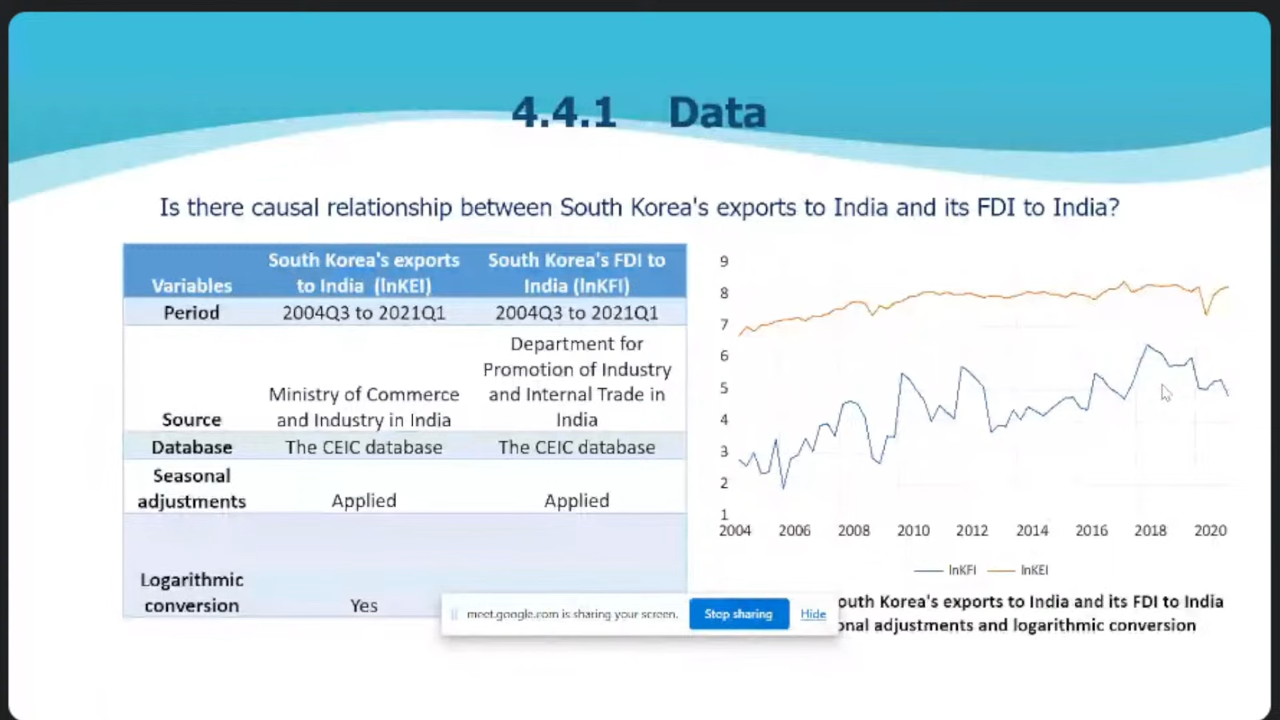 4.4.1 Data
Is there causal relationship between South Korea's exports to India and its FDI to India?
Variables
South Korea's exports
to India (lnKEI)
South Korea's FDI to
India (lnKFI)
Period
2004Q3 to 2021Q1
2004Q3 to 2021Q1
Source
Ministry of Commerce
and Industry in India
Department for
Promotion of Industry
and Internal Trade in
India
Database
The CEIC database
The CEIC database
Seasonal
adjustments
Applied
Applied
Logarithmic
conversion
Yes
9
8
7
6
5
4
3
2
1
2004 2006 2008 2010 2012 2014 2016 2018 2020
lnKFI lnKEI
outh Korea's exports to India and its FDI to India
onal adjustments and logarithmic conversion
meet.google.com is sharing your screen. Stop sharing Hide